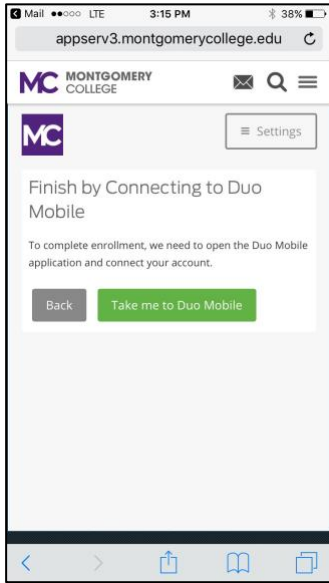 Mail LTE 3:15 PM 38%
appserv3.montgomerycollege.edu
MC MONTGOMERY
COLLEGE
MC
Settings
Finish by Connecting to Duo
Mobile
To complete enrollment, we need to open the Duo Mobile
application and connect your account.
Back Take me to Duo Mobile